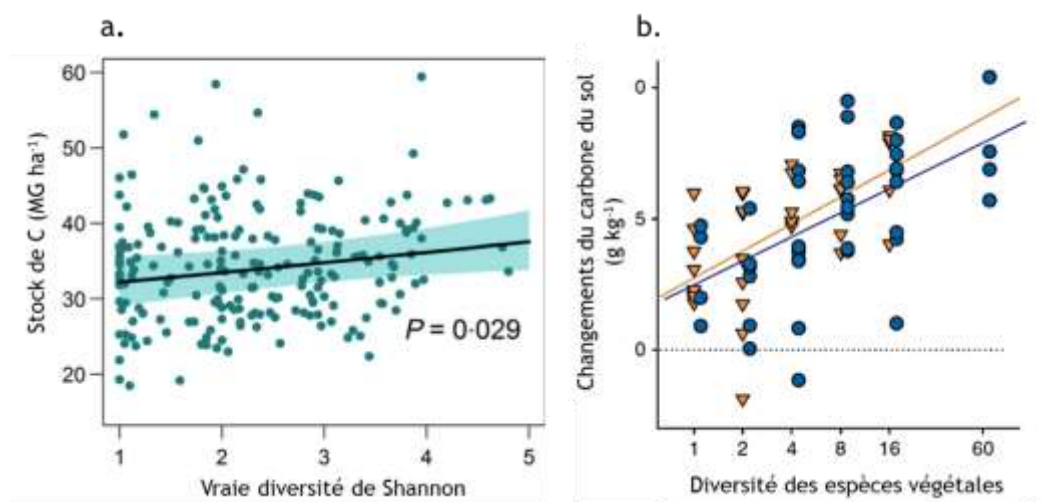 a.
Stock de C (MG ha⁻¹)
60
50
40
30
20
P = 0·029
1 2 3 4 5
Vraie diversité de Shannon
b.
Changements du carbone du sol
(g kg⁻¹)
0
5
0
1 2 4 8 16 60
Diversité des espèces végétales